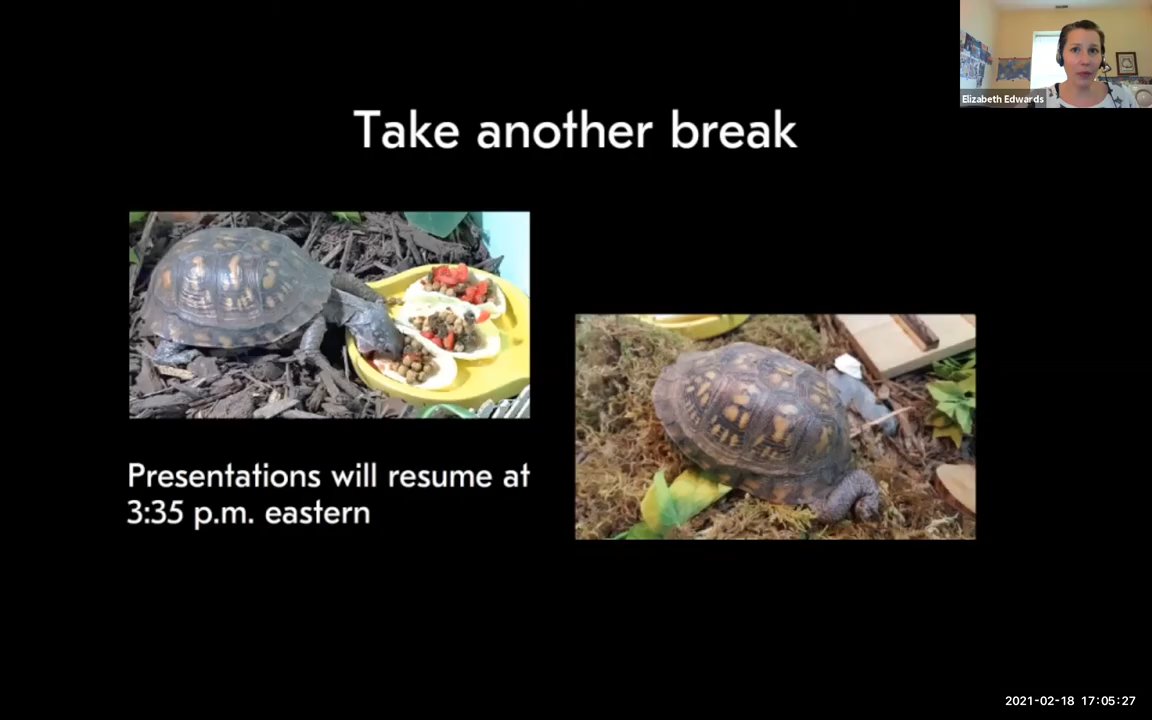 Elizabeth Edwards
Take another break
Presentations will resume at
3:35 p.m. eastern
2021-02-18 17:05:27